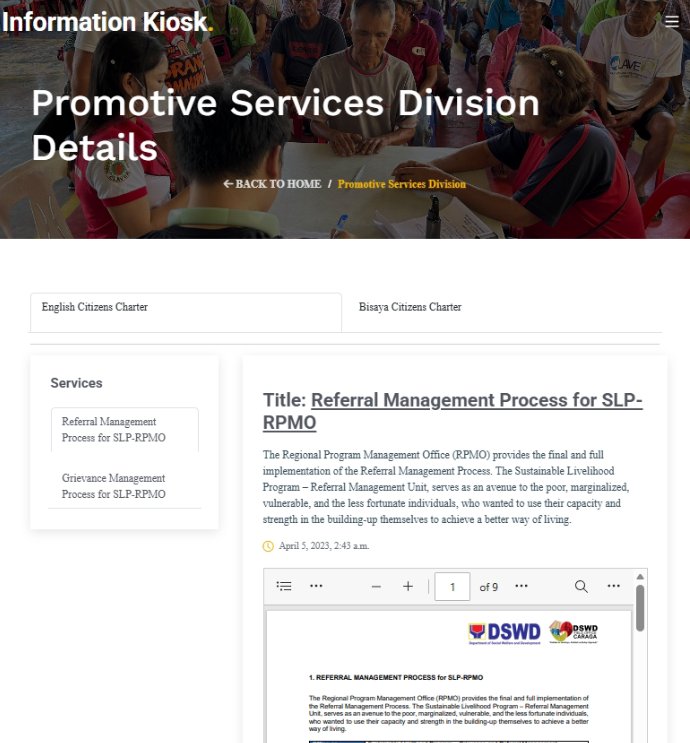 Information Kiosk.
Promotive Services Division
Details
BACK TO HOME / Promotive Services Division
English Citizens Charter
Bisaya Citizens Charter
Services
Referral Management
Process for SLP-RPMO
Grievance Management
Process for SLP-RPMO
Title: Referral Management Process for SLP-
RPMO
The Regional Program Management Office (RPMO) provides the final and full
implementation of the Referral Management Process. The Sustainable Livelihood
Program – Referral Management Unit, serves as an avenue to the poor, marginalized,
vulnerable, and the less fortunate individuals, who wanted to use their capacity and
strength in the building-up themselves to achieve a better way of living.
April 5, 2023, 2:43 a.m.
1 of 9
DSWD
Department of Social Welfare and Development
DSWD
CARAGA
1. REFERRAL MANAGEMENT PROCESS for SLP-RPMO
The Regional Program Management Office (RPMO) provides the final and full implementation of
the Referral Management Process. The Sustainable Livelihood Program – Referral Management
Unit, serves as an avenue to the poor, marginalized, vulnerable, and the less fortunate individuals,
who wanted to use their capacity and strength in the building-up themselves to achieve a better
way of living.